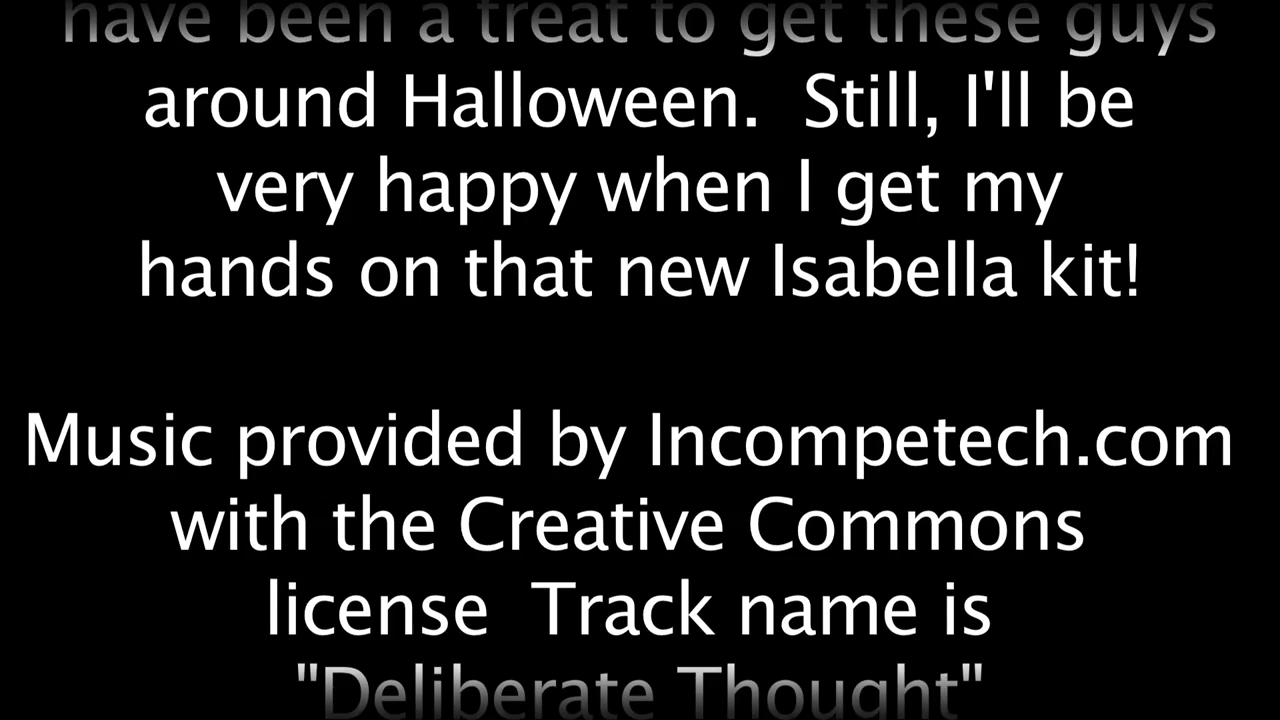 have been a treat to get these guys
around Halloween.  Still, I'll be
very happy when I get my
hands on that new Isabella kit!
Music provided by Incompetech.com
with the Creative Commons
license  Track name is
"Deliberate Thought"